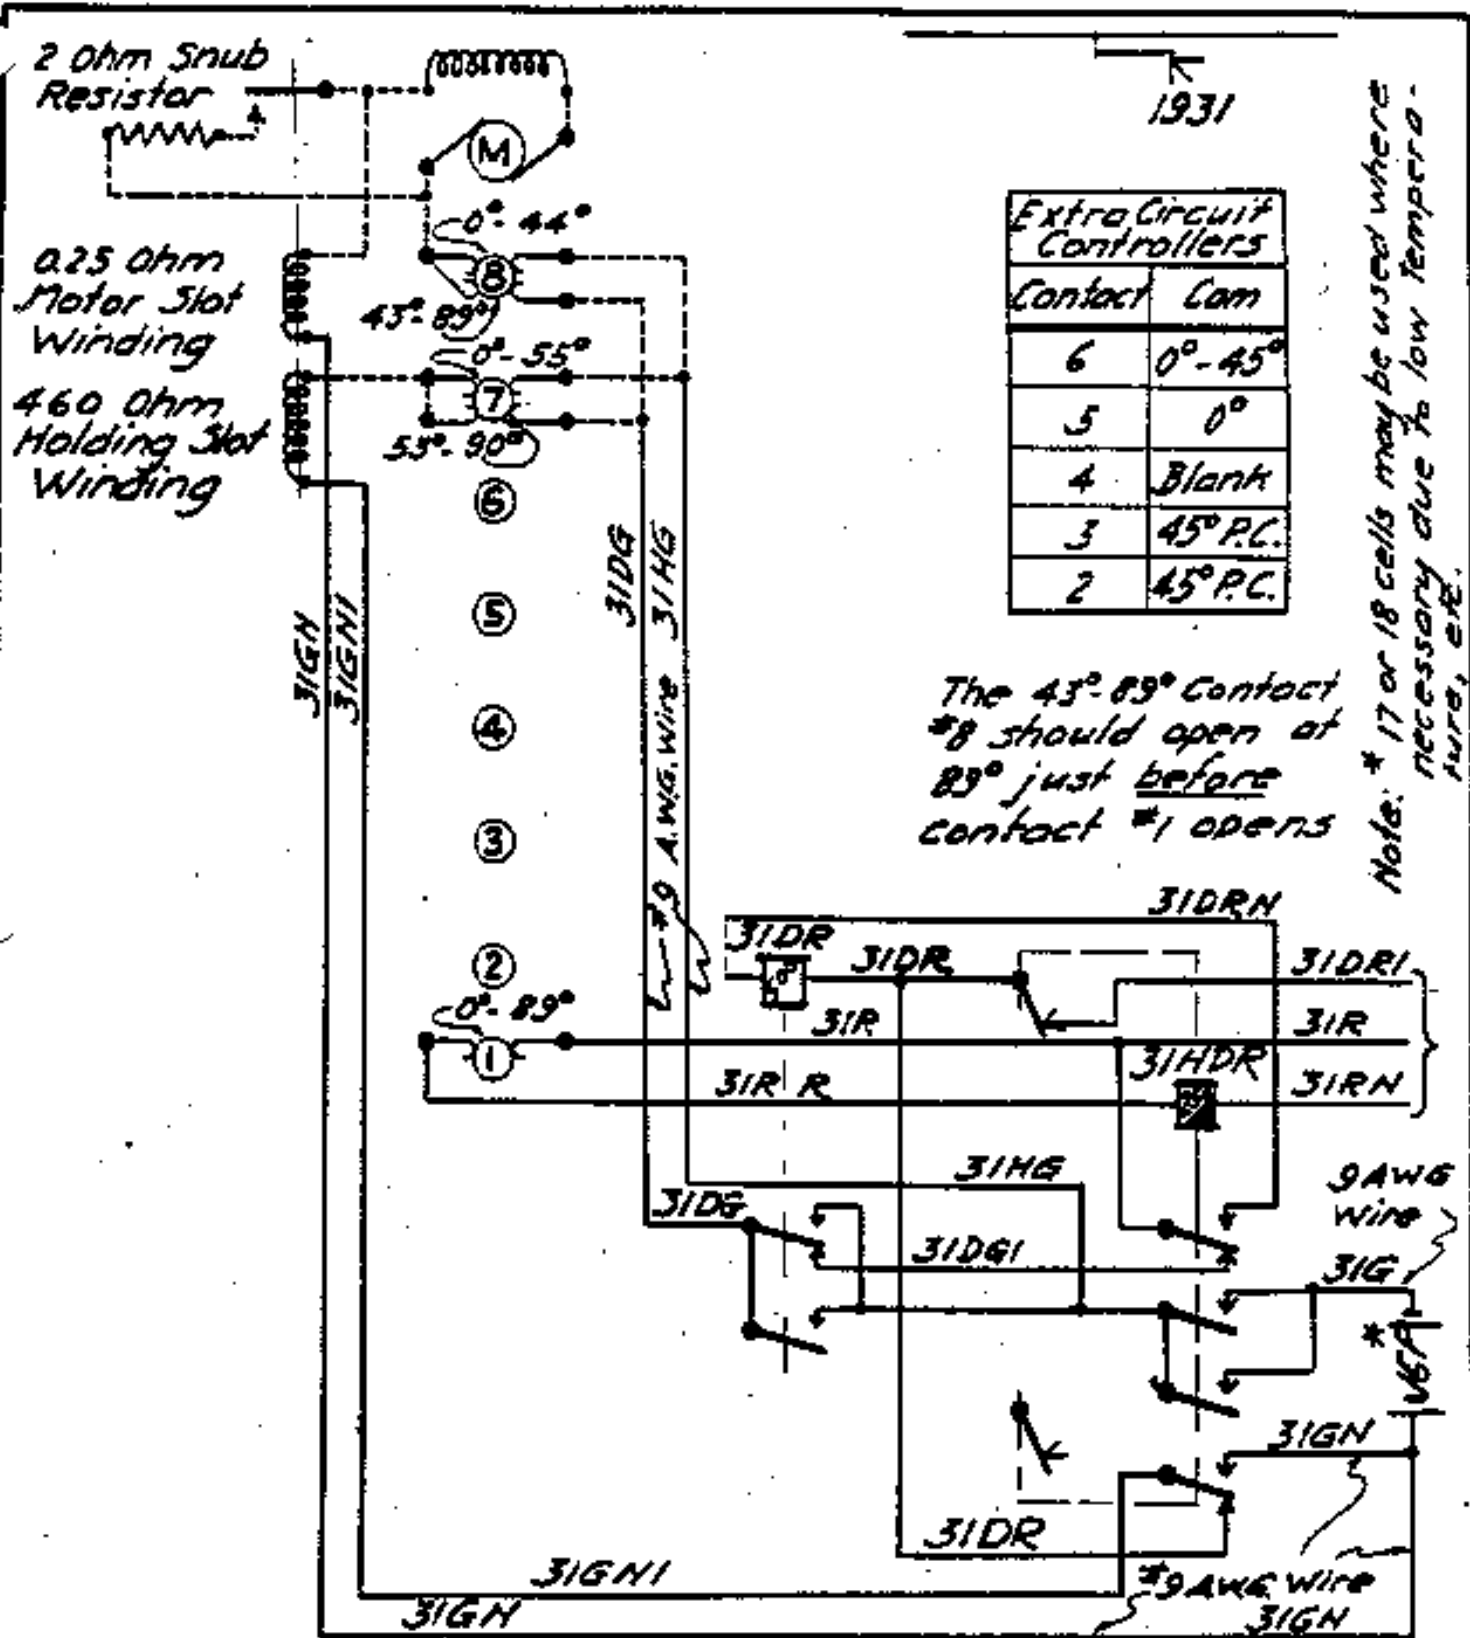 2 Ohm Snub
Resistor
1931
M
0°-44°
8
43°-89°
0.25 Ohm
Motor Slot
Winding
0°-55°
7
53°-90°
460 Ohm
Holding Slot
Winding
6
5
4
3
2
0°-89°
1
Extra Circuit
Controllers
Contact Cam
6 0°-45°
5 0°
4 Blank
3 45° P.C.
2 45° P.C.
Note: * 17 or 18 cells may be used where
necessary due to low tempera-
ture, etc.
The 43°-89° Contact
#8 should open at
89° just before
contact #1 opens
31GN
31GN1
31DG
31HG
#9 A.W.G. Wire
31DRN
31DR
31DR
31DR1
31R
31R
31HDR
31R R
31RN
31HG
31DG
31DG1
9 AWG
Wire
31G
*
16A
31GN
31DR
31GN1
#9 AWG Wire
31GN
31GN